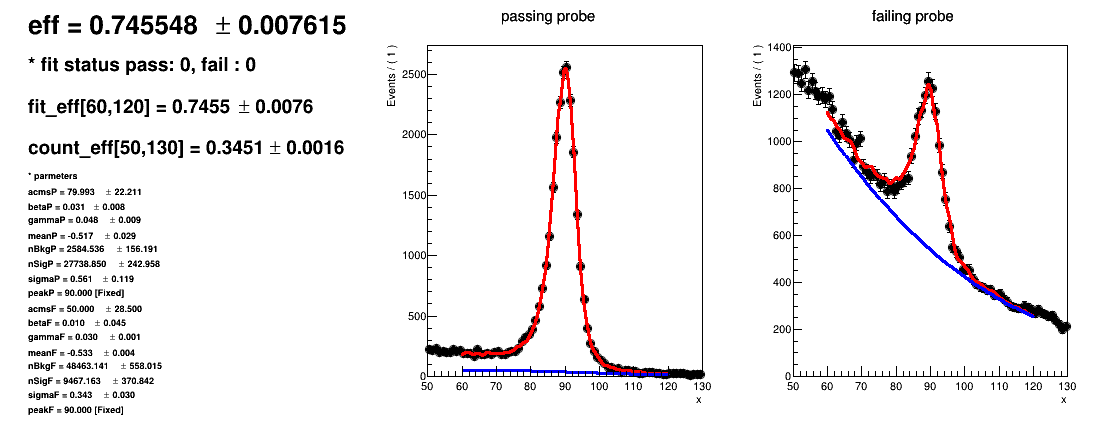 eff = 0.745548 ± 0.007615
* fit status pass: 0, fail : 0
fit_eff[60,120] = 0.7455 ± 0.0076
count_eff[50,130] = 0.3451 ± 0.0016
* parmeters
acmsP = 79.993 ± 22.211
betaP = 0.031 ± 0.008
gammaP = 0.048 ± 0.009
meanP = -0.517 ± 0.029
nBkgP = 2584.536 ± 156.191
nSigP = 27738.850 ± 242.958
sigmaP = 0.561 ± 0.119
peakP = 90.000 [Fixed]
acmsF = 50.000 ± 28.500
betaF = 0.010 ± 0.045
gammaF = 0.030 ± 0.001
meanF = -0.533 ± 0.004
nBkgF = 48463.141 ± 558.015
nSigF = 9467.163 ± 370.842
sigmaF = 0.343 ± 0.030
peakF = 90.000 [Fixed]
passing probe
Events / ( 1 )
2500
2000
1500
1000
500
0
50 60 70 80 90 100 110 120 130
x
failing probe
Events / ( 1 )
1400
1200
1000
800
600
400
200
0
50 60 70 80 90 100 110 120 130
x